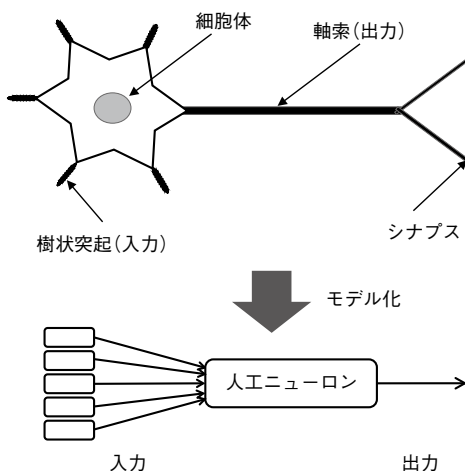 細胞体
軸索（出力）
樹状突起（入力）
シナプス
モデル化
人工ニューロン
入力
出力